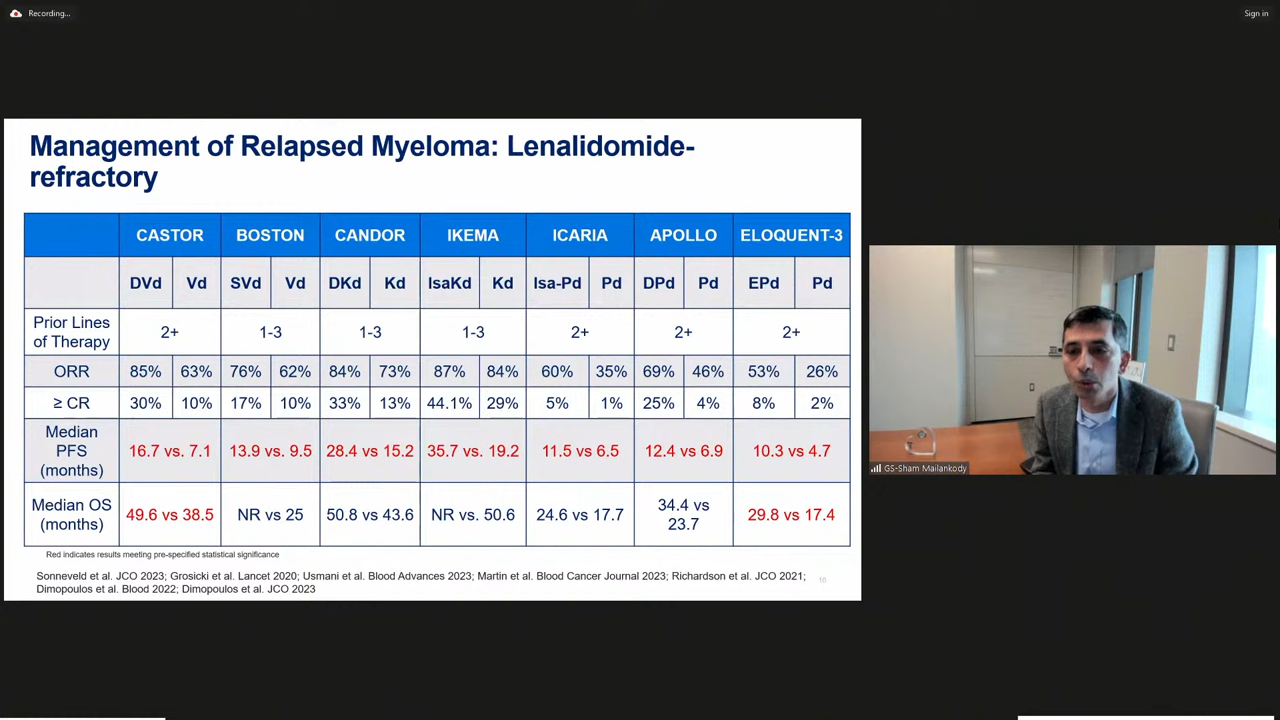 Recording...
Sign in
Management of Relapsed Myeloma: Lenalidomide-
refractory
CASTOR BOSTON CANDOR IKEMA ICARIA APOLLO ELOQUENT-3
DVd Vd SVd Vd DKd Kd IsaKd Kd Isa-Pd Pd DPd Pd EPd Pd
Prior Lines
of Therapy 2+ 1-3 1-3 1-3 2+ 2+ 2+
ORR 85% 63% 76% 62% 84% 73% 87% 84% 60% 35% 69% 46% 53% 26%
≥ CR 30% 10% 17% 10% 33% 13% 44.1% 29% 5% 1% 25% 4% 8% 2%
Median
PFS
(months) 16.7 vs. 7.1 13.9 vs. 9.5 28.4 vs 15.2 35.7 vs. 19.2 11.5 vs 6.5 12.4 vs 6.9 10.3 vs 4.7
Median OS
(months) 49.6 vs 38.5 NR vs 25 50.8 vs 43.6 NR vs. 50.6 24.6 vs 17.7 34.4 vs
23.7 29.8 vs 17.4
Red indicates results meeting pre-specified statistical significance
Sonneveld et al. JCO 2023; Grosicki et al. Lancet 2020; Usmani et al. Blood Advances 2023; Martin et al. Blood Cancer Journal 2023; Richardson et al. JCO 2021;
Dimopoulos et al. Blood 2022; Dimopoulos et al. JCO 2023
10
GS-Sham Mailankody